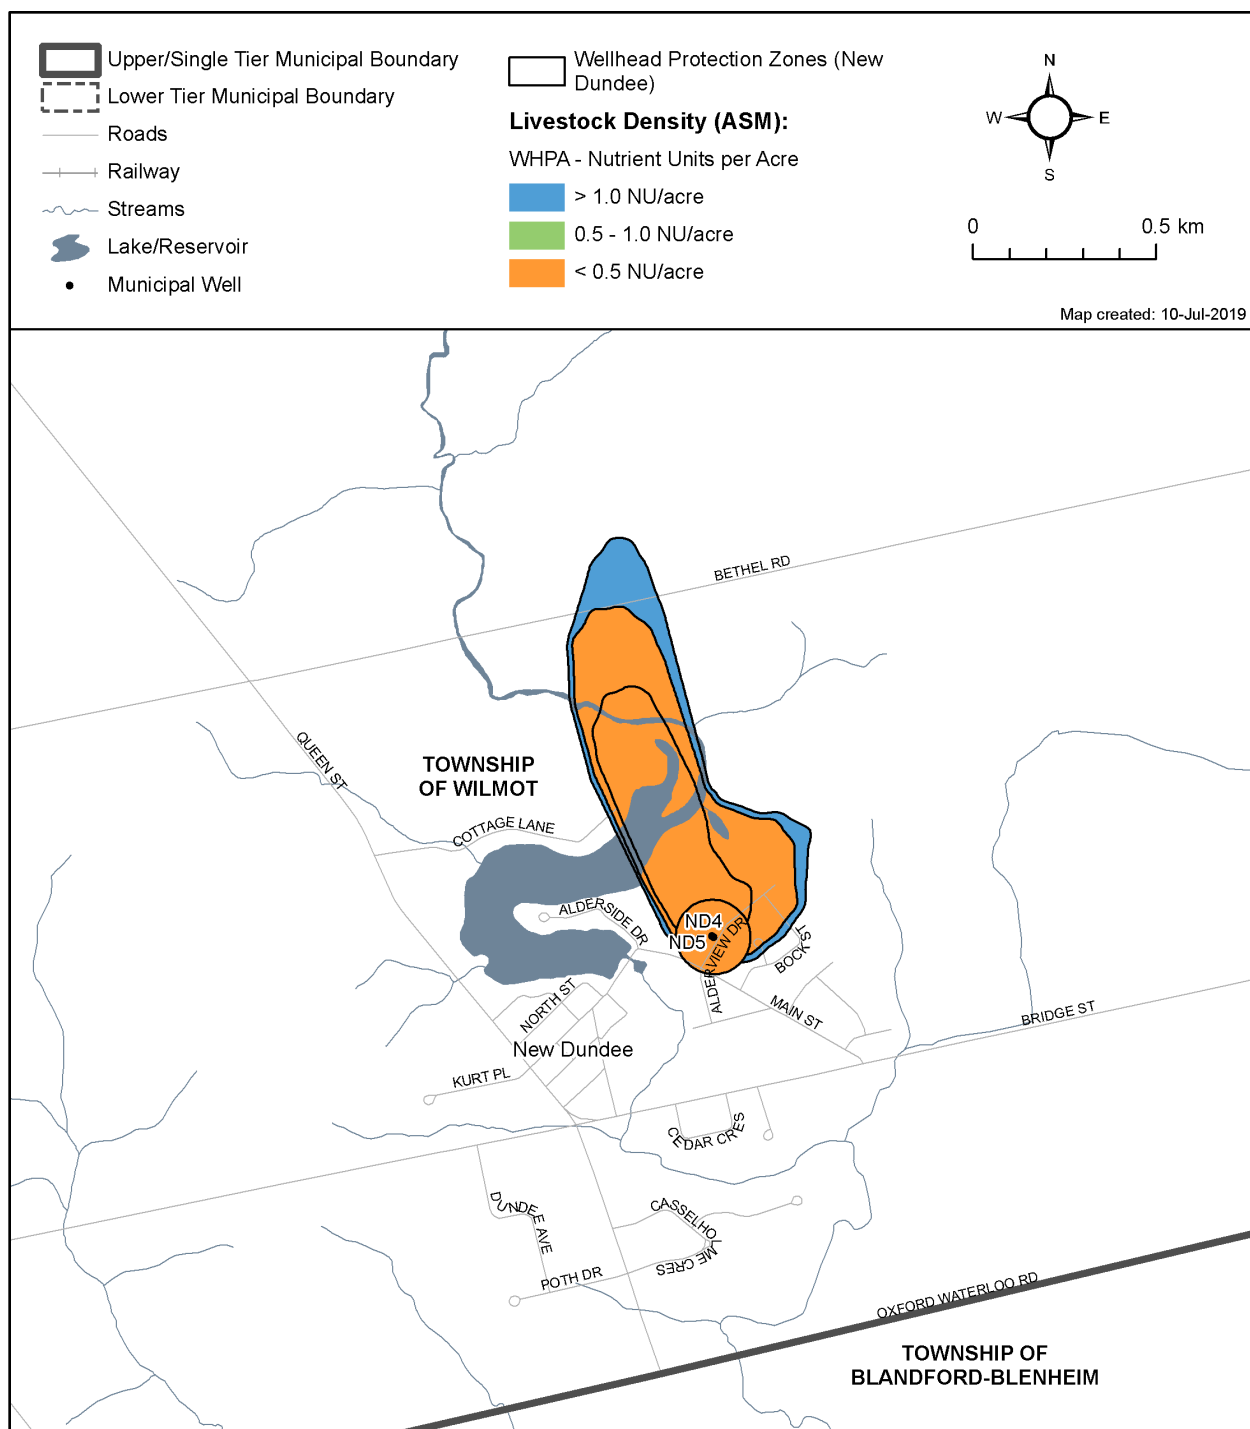 Upper/Single Tier Municipal Boundary
Lower Tier Municipal Boundary
Roads
Railway
Streams
Lake/Reservoir
Municipal Well
Wellhead Protection Zones (New
Dundee)
Livestock Density (ASM):
WHPA - Nutrient Units per Acre
> 1.0 NU/acre
0.5 - 1.0 NU/acre
< 0.5 NU/acre
N
W
E
S
0
0.5 km
Map created: 10-Jul-2019
BETHEL RD
QUEEN ST
TOWNSHIP
OF WILMOT
COTTAGE LANE
ALDERSIDE DR
ND4
ND5
ALDERVIEW DR
BOCK ST
NORTH ST
MAIN ST
BRIDGE ST
New Dundee
KURT PL
CEDAR CRES
DUNDEE AVE
CASSELHOLME CRES
POTH DR
OXFORD WATERLOO RD
TOWNSHIP OF
BLANDFORD-BLENHEIM